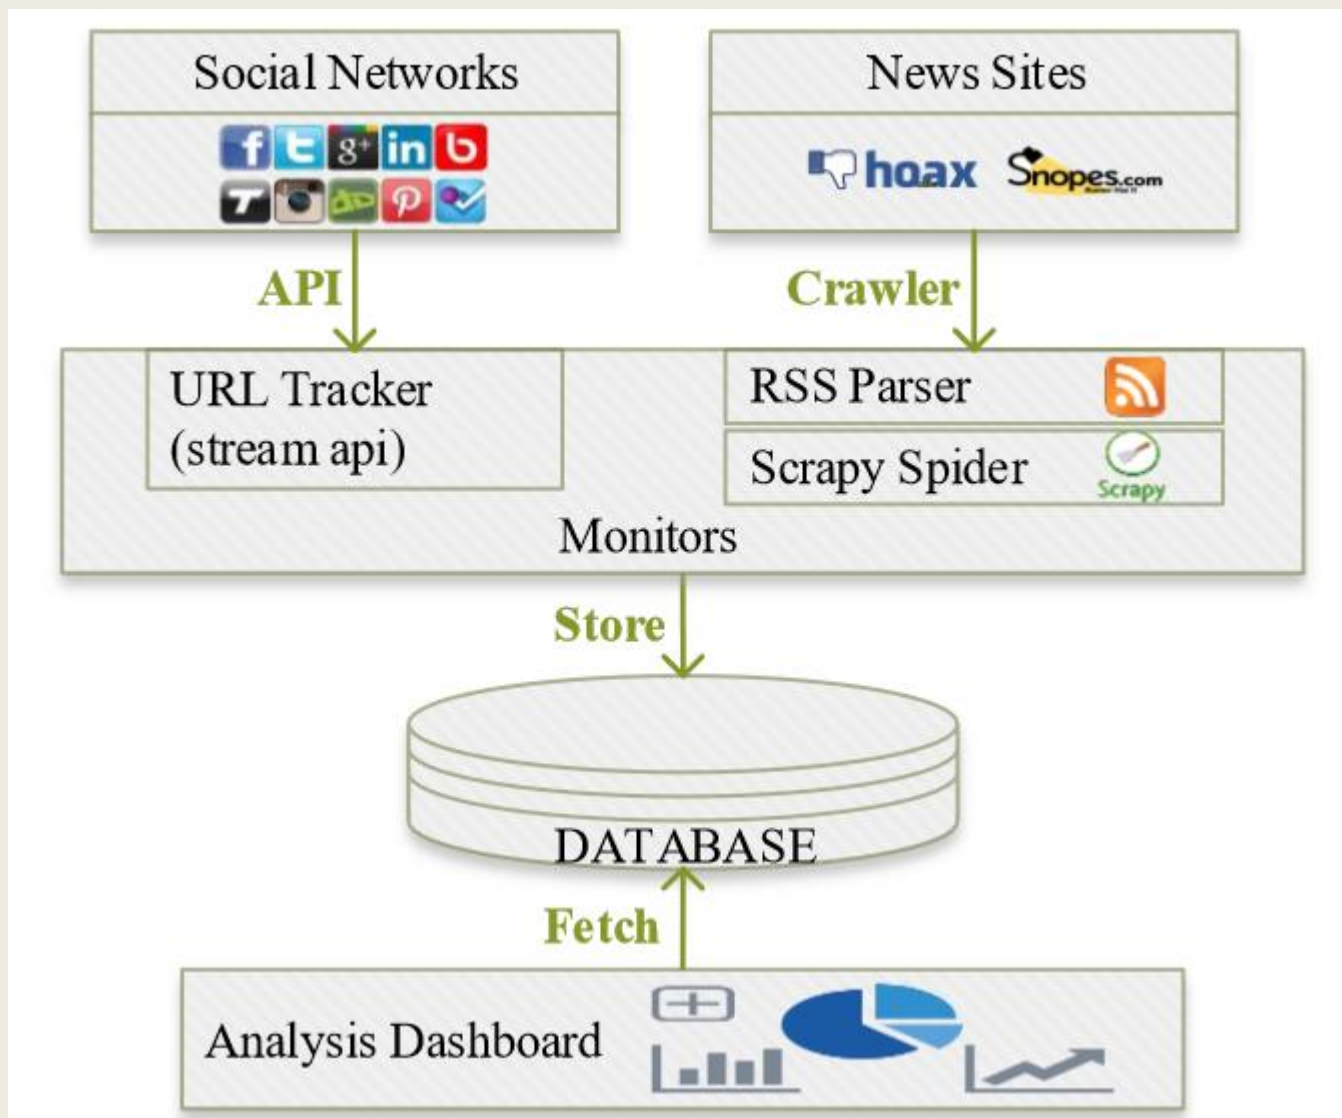 Social Networks
News Sites
f t g+ in b
hoax Snopes.com
API
Crawler
URL Tracker
(stream api)
RSS Parser
Scrapy Spider
Scrapy
Monitors
Store
DATABASE
Fetch
Analysis Dashboard